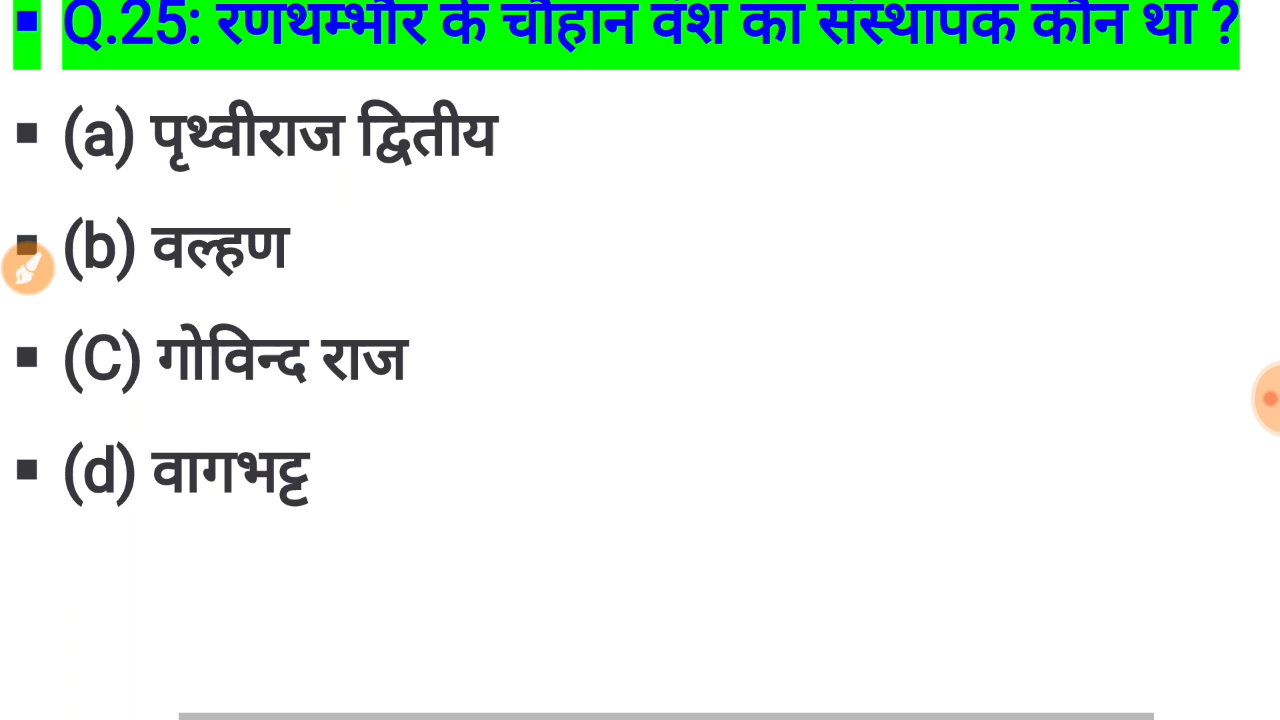 ▪ Q.25: रणथम्भौर के चौहान वंश का संस्थापक कौन था ?
▪ (a) पृथ्वीराज द्वितीय
▪ (b) वल्हण
▪ (C) गोविन्द राज
▪ (d) वागभट्ट